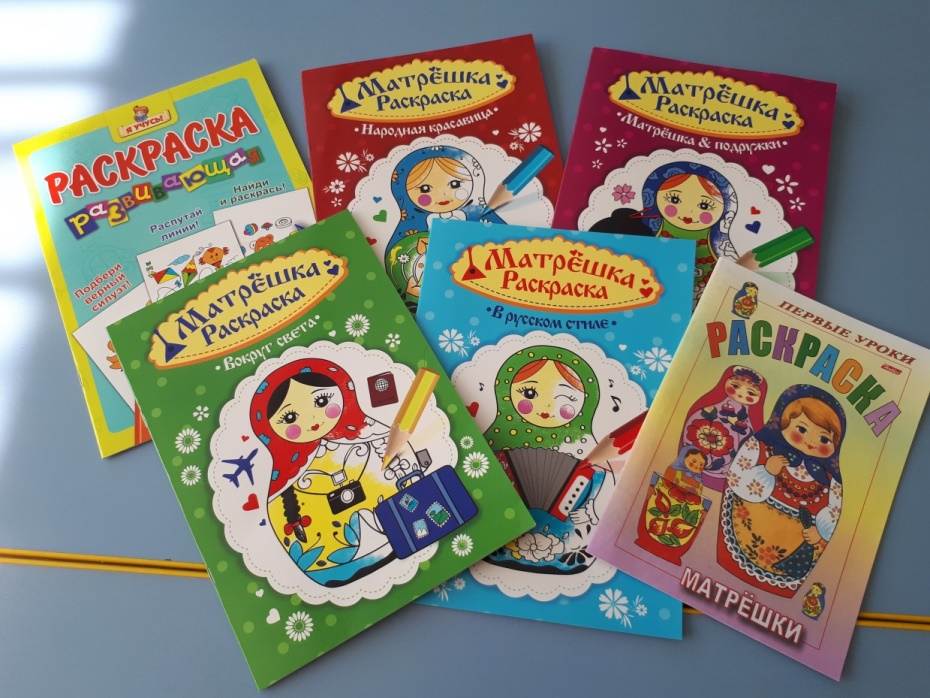 Я УЧУСЬ!
РАСКРАСКА
развивающая
Найди
и раскрась!
Распутай
линии!
Подбери
верный
силуэт!
Матрёшка
Раскраска
•Народная красавица•
Матрёшка
Раскраска
•Матрёшка & подружки•
Матрёшка
Раскраска
•Вокруг света•
Матрёшка
Раскраска
•В русском стиле•
ПЕРВЫЕ УРОКИ
РАСКРАСКА
МАТРЁШКИ